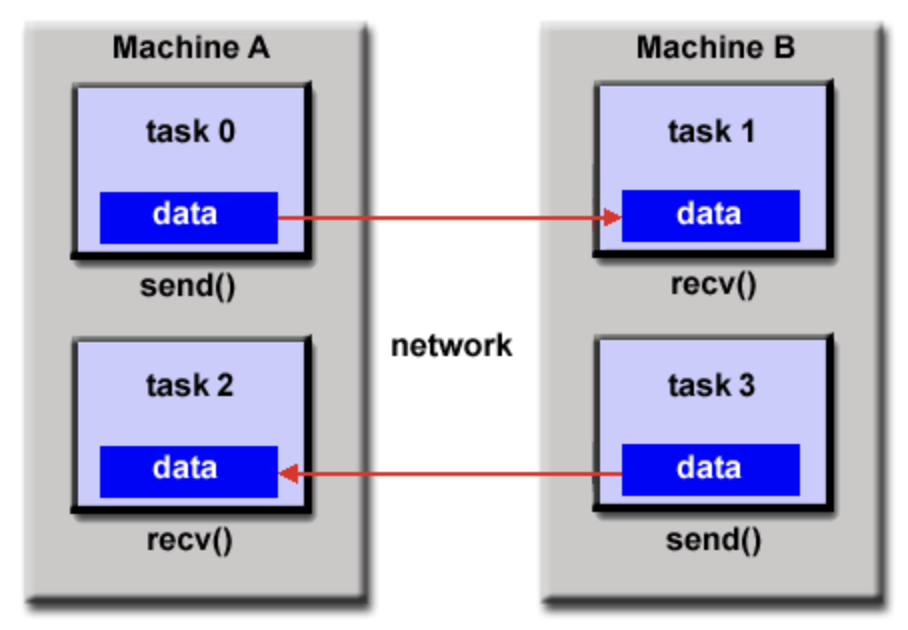 Machine A
task 0
data
send()
task 2
data
recv()
network
Machine B
task 1
data
recv()
task 3
data
send()